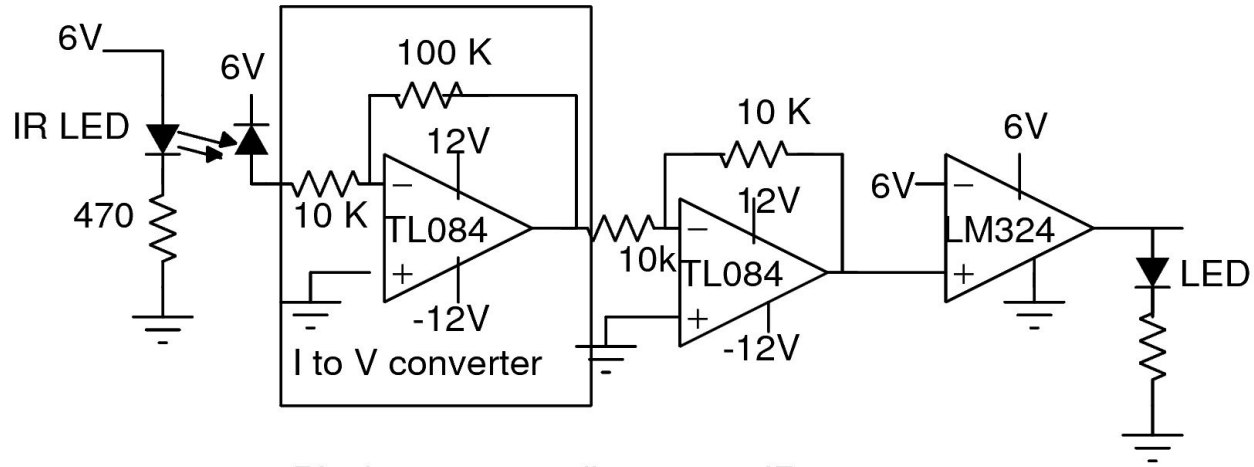 6V
IR LED
470
6V
100 K
12V
10 K
TL084
-12V
I to V converter
10 K
12V
10k
TL084
-12V
6V
6V
LM324
LED
−
+
−
+
−
+